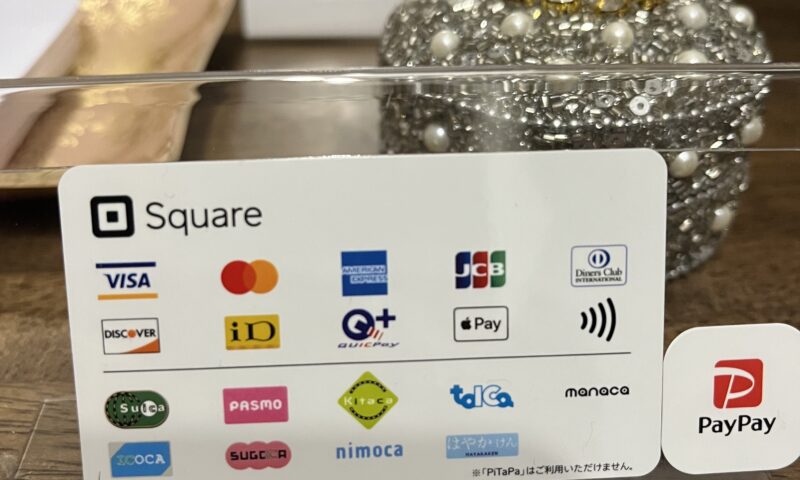 Square
VISA
AMERICAN EXPRESS
JCB
Diners Club INTERNATIONAL
DISCOVER
iD
QUICPay
Pay
Suica
PASMO
Kitaca
toICa
manaca
ICOCA
SUGOCA
nimoca
はやかけん
HAYAKAKEN
※「PiTaPa」はご利用いただけません。
PayPay